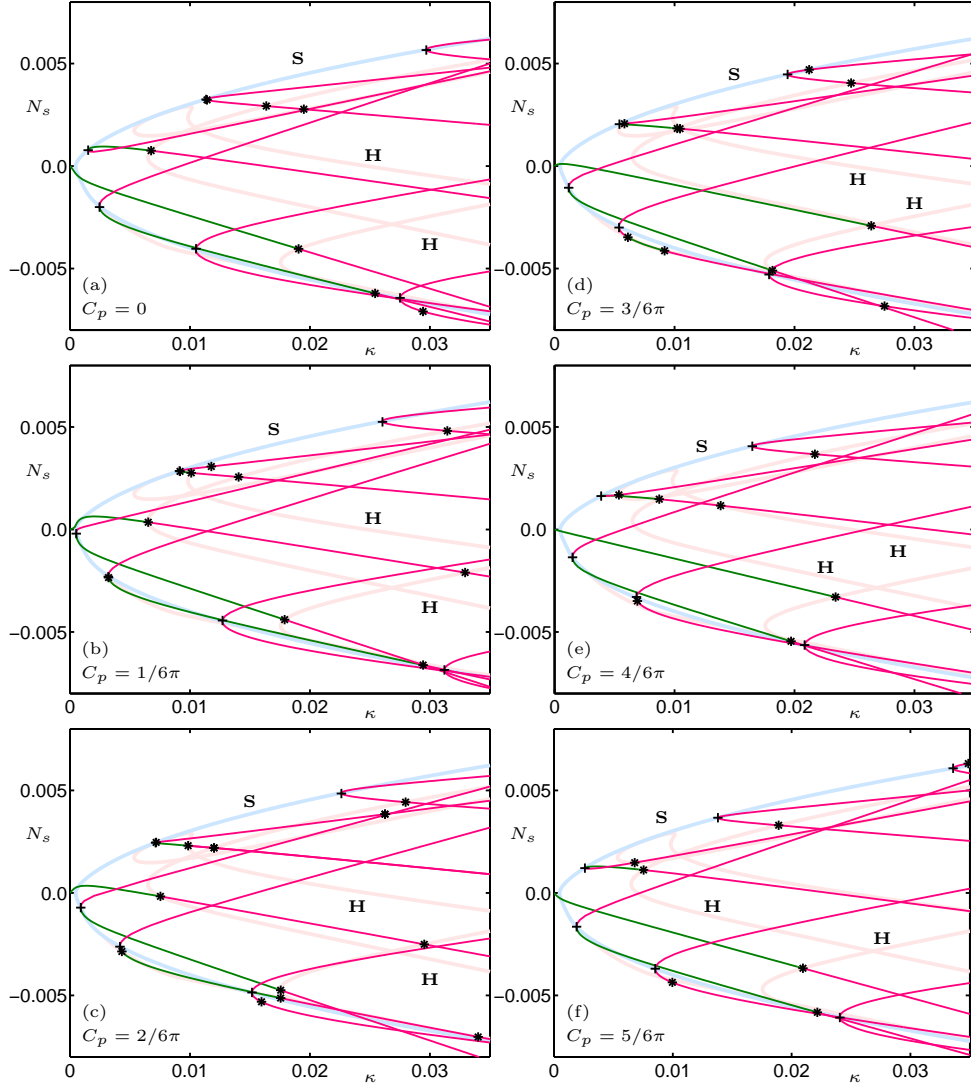 0.005
S
N_s
0.0
H
H
−0.005
(a)
C_p = 0
0 0.01 0.02 κ 0.03
0.005
S
N_s
H
H
0.0
−0.005
(d)
C_p = 3/6π
0 0.01 0.02 κ 0.03
0.005
S
N_s
0.0
H
H
−0.005
(b)
C_p = 1/6π
0 0.01 0.02 κ 0.03
0.005
S
N_s
0.0
H
H
−0.005
(e)
C_p = 4/6π
0 0.01 0.02 κ 0.03
0.005
S
N_s
0.0
H
H
−0.005
(c)
C_p = 2/6π
0 0.01 0.02 κ 0.03
0.005
S
N_s
0.0
H
H
−0.005
(f)
C_p = 5/6π
0 0.01 0.02 κ 0.03